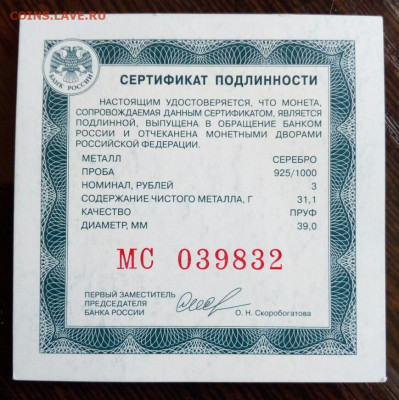 COINS.LAVE.RU
БАНК РОССИИ
СЕРТИФИКАТ ПОДЛИННОСТИ
НАСТОЯЩИМ УДОСТОВЕРЯЕТСЯ, ЧТО МОНЕТА,
СОПРОВОЖДАЕМАЯ ДАННЫМ СЕРТИФИКАТОМ, ЯВЛЯЕТСЯ
ПОДЛИННОЙ, ВЫПУЩЕНА В ОБРАЩЕНИЕ БАНКОМ
РОССИИ И ОТЧЕКАНЕНА МОНЕТНЫМИ ДВОРАМИ
РОССИЙСКОЙ ФЕДЕРАЦИИ.
МЕТАЛЛ СЕРЕБРО
ПРОБА 925/1000
НОМИНАЛ, РУБЛЕЙ 3
СОДЕРЖАНИЕ ЧИСТОГО МЕТАЛЛА, Г 31,1
КАЧЕСТВО ПРУФ
ДИАМЕТР, ММ 39,0
МС 039832
ПЕРВЫЙ ЗАМЕСТИТЕЛЬ
ПРЕДСЕДАТЕЛЯ
БАНКА РОССИИ О. Н. Скоробогатова